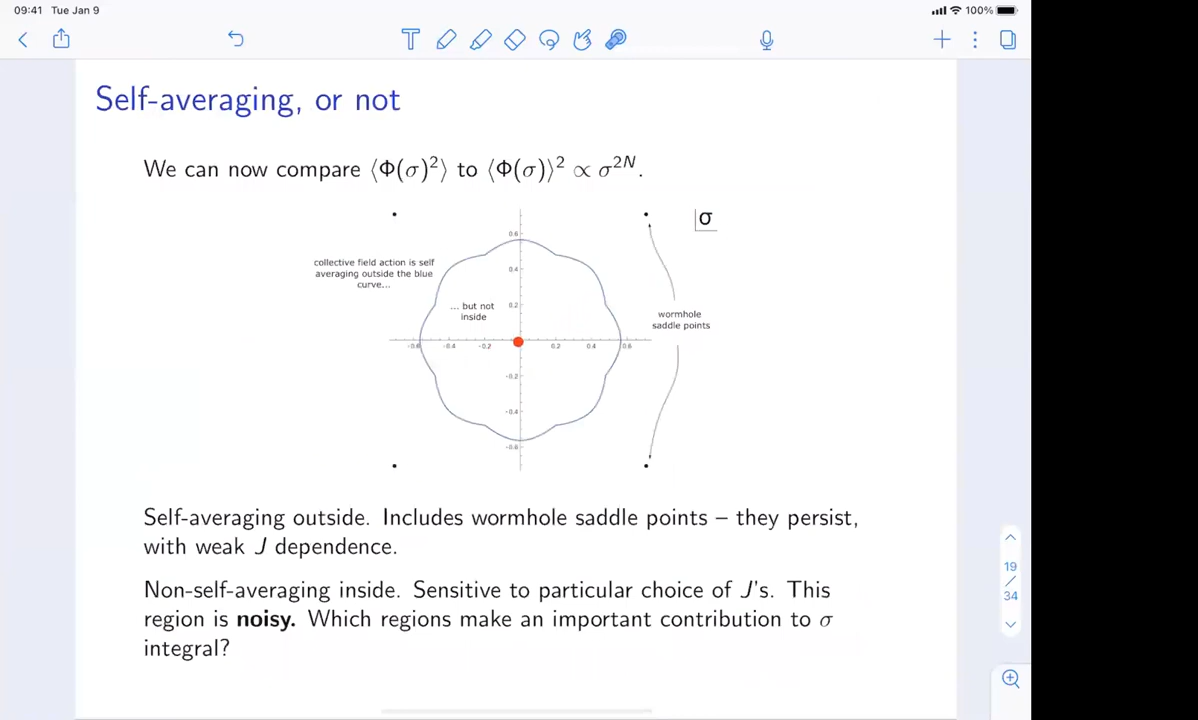 09:41 Tue Jan 9
100%
Self-averaging, or not
We can now compare ⟨Φ(σ)²⟩ to ⟨Φ(σ)⟩² ∝ σ²ᴺ.
σ
collective field action is self
averaging outside the blue
curve...
... but not
inside
wormhole
saddle points
0.6
0.4
0.2
-0.6 -0.4 -0.2 0.2 0.4 0.6
-0.2
-0.4
-0.6
Self-averaging outside. Includes wormhole saddle points – they persist,
with weak J dependence.
Non-self-averaging inside. Sensitive to particular choice of J's. This
region is noisy. Which regions make an important contribution to σ
integral?
19
/
34